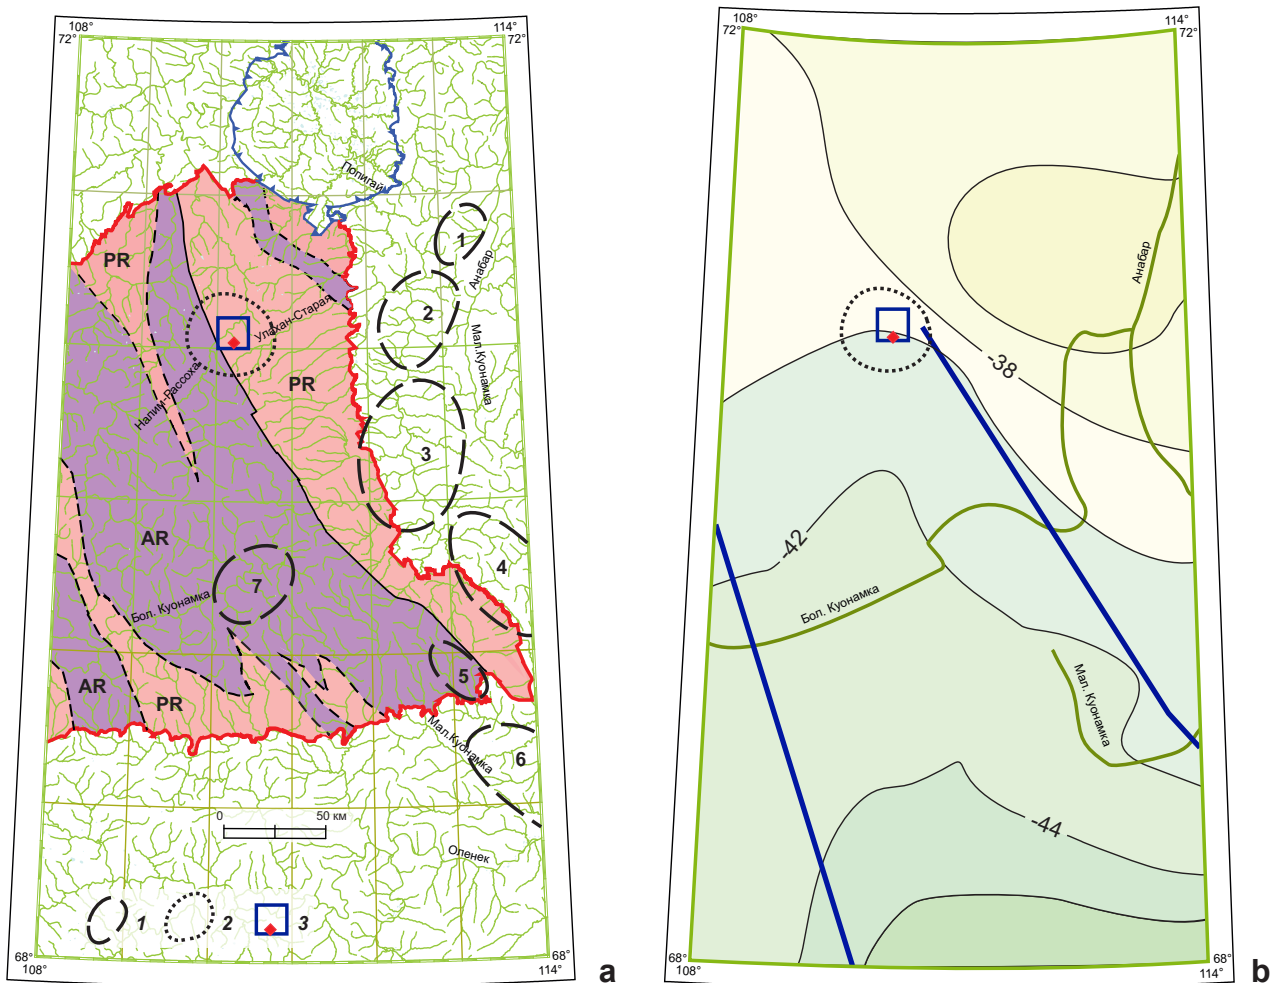 108°
72°
114°
72°
Попигай
1
Анабар
2
Мал.Куонамка
PR
Улахан-Старая
PR
Налим-Рассоха
3
AR
4
7
Бол. Куонамка
5
AR
PR
6
Мал.Куонамка
0 50 км
Оленек
1
2
3
68°
108°
68°
114°
a
108°
72°
114°
72°
Анабар
-38
-42
Бол. Куонамка
Мал. Куонамка
-44
68°
108°
68°
114°
b